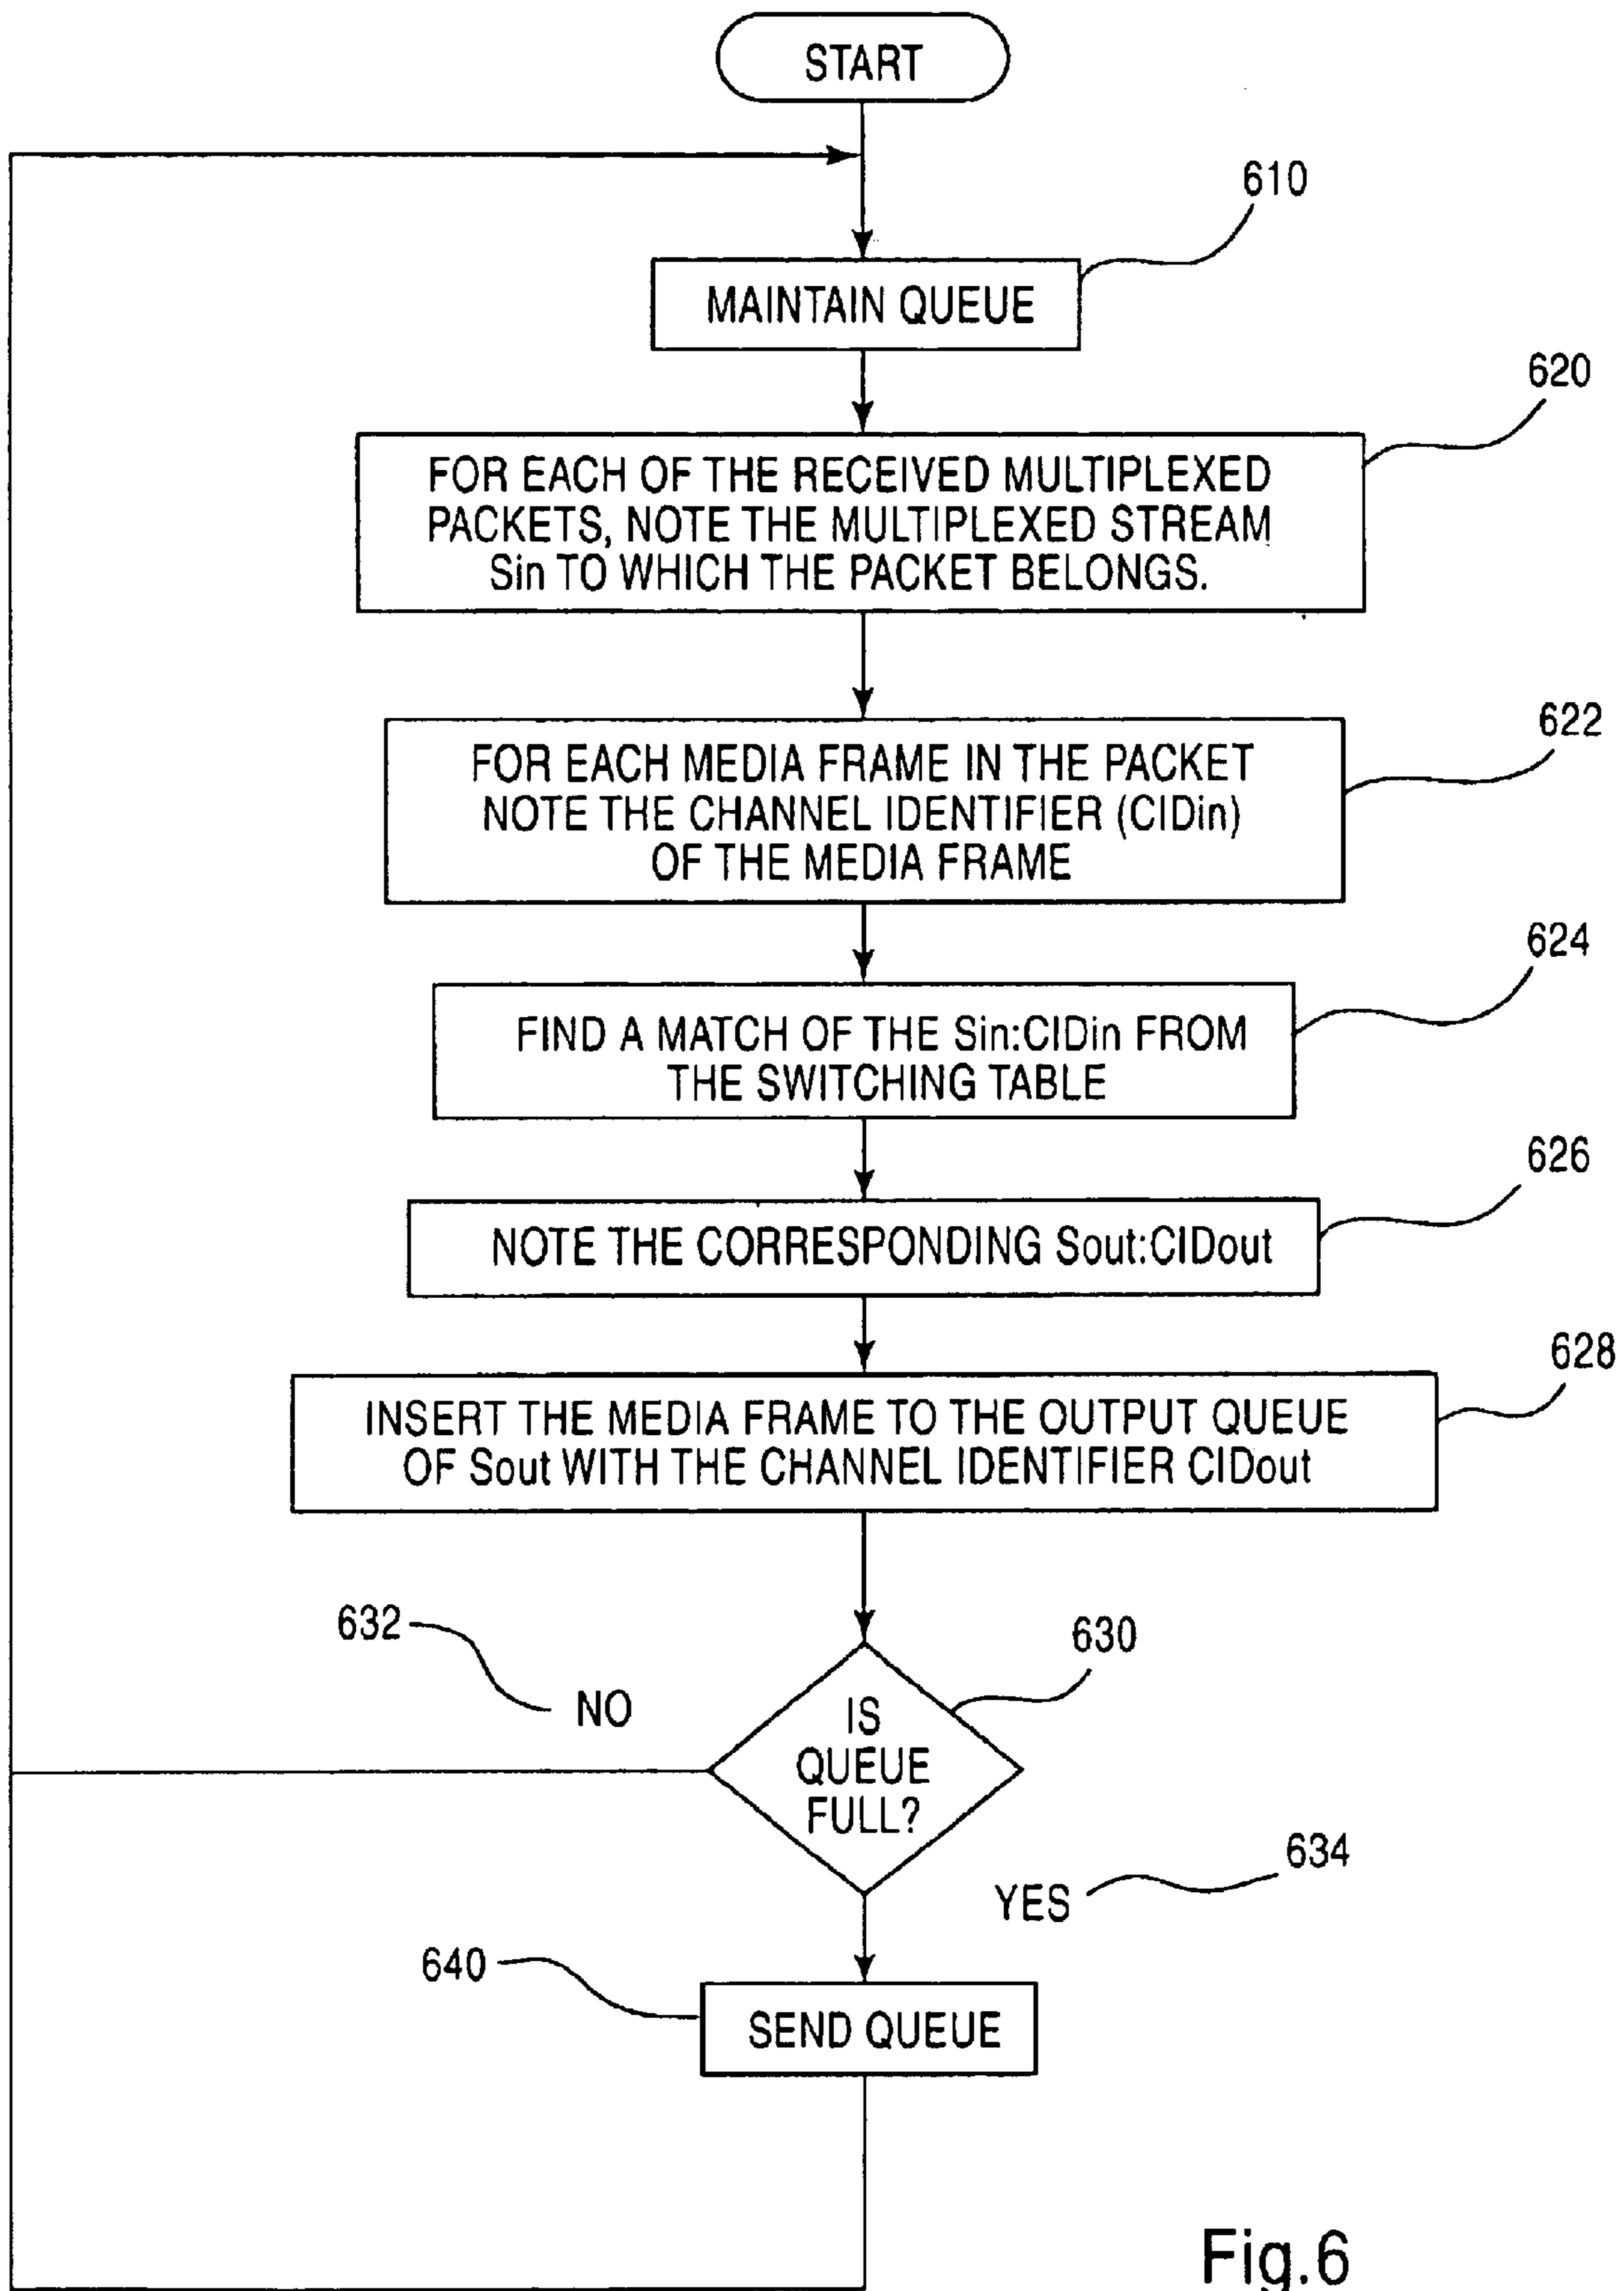 START
610
MAINTAIN QUEUE
620
FOR EACH OF THE RECEIVED MULTIPLEXED
PACKETS, NOTE THE MULTIPLEXED STREAM
Sin TO WHICH THE PACKET BELONGS.
622
FOR EACH MEDIA FRAME IN THE PACKET
NOTE THE CHANNEL IDENTIFIER (CIDin)
OF THE MEDIA FRAME
624
FIND A MATCH OF THE Sin:CIDin FROM
THE SWITCHING TABLE
626
NOTE THE CORRESPONDING Sout:CIDout
628
INSERT THE MEDIA FRAME TO THE OUTPUT QUEUE
OF Sout WITH THE CHANNEL IDENTIFIER CIDout
632
630
NO
IS
QUEUE
FULL?
634
YES
640
SEND QUEUE
Fig.6